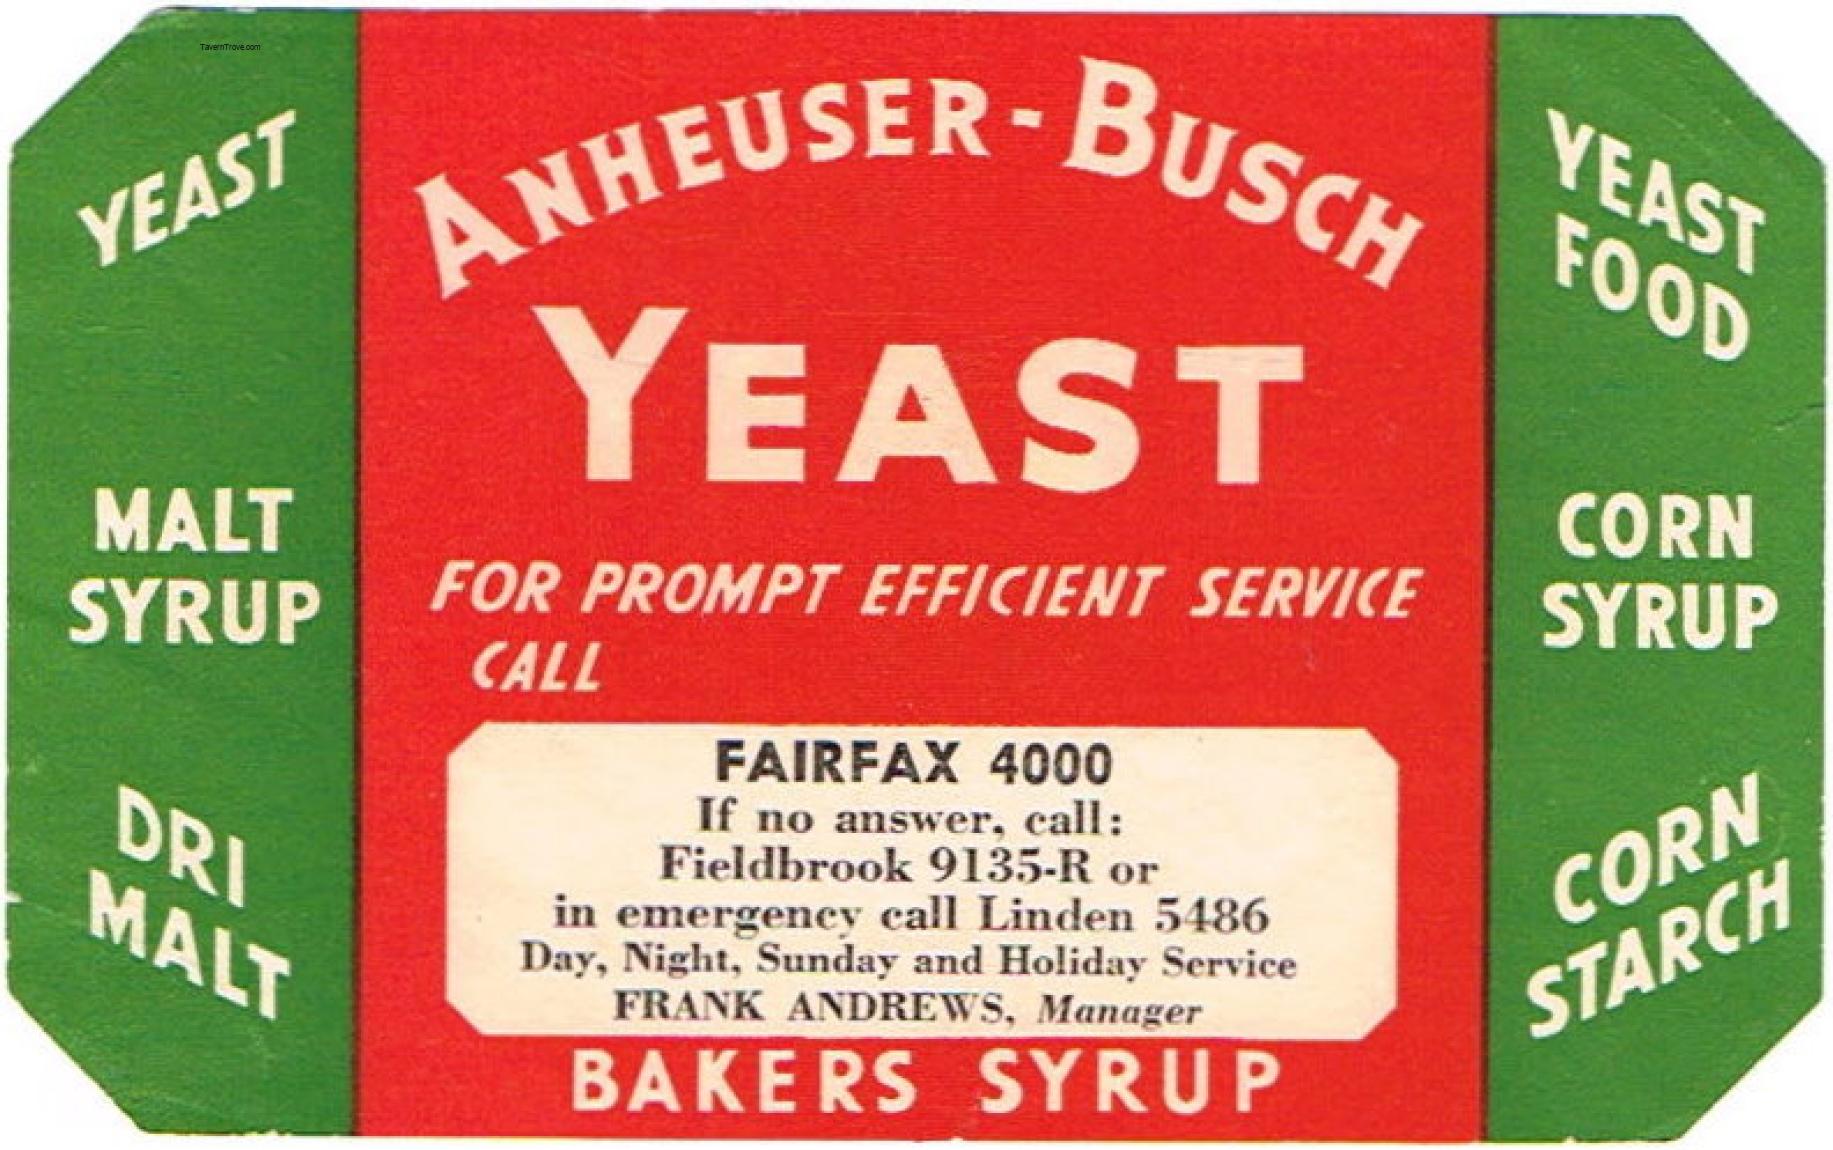 TavernTrove.com
YEAST
MALT
SYRUP
DRI
MALT
ANHEUSER-BUSCH
YEAST
FOR PROMPT EFFICIENT SERVICE
CALL
FAIRFAX 4000
If no answer, call:
Fieldbrook 9135-R or
in emergency call Linden 5486
Day, Night, Sunday and Holiday Service
FRANK ANDREWS, Manager
BAKERS SYRUP
YEAST
FOOD
CORN
SYRUP
CORN
STARCH